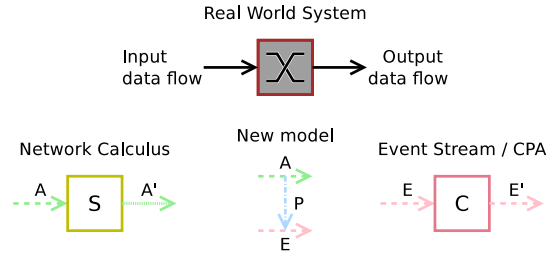 Real World System
Input
data flow
Output
data flow
Network Calculus
New model
Event Stream / CPA
A
S
A'
A
P
E
E
C
E'